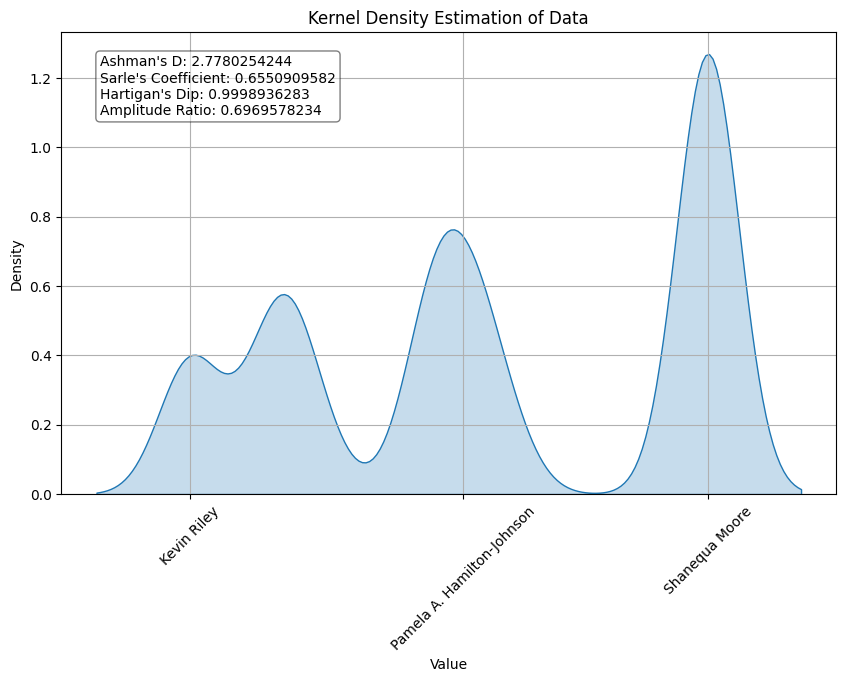 Kernel Density Estimation of Data
Ashman's D: 2.7780254244
Sarle's Coefficient: 0.6550909582
Hartigan's Dip: 0.9998936283
Amplitude Ratio: 0.6969578234
Density
1.2
1.0
0.8
0.6
0.4
0.2
0.0
Kevin Riley
Pamela A. Hamilton-Johnson
Shanequa Moore
Value